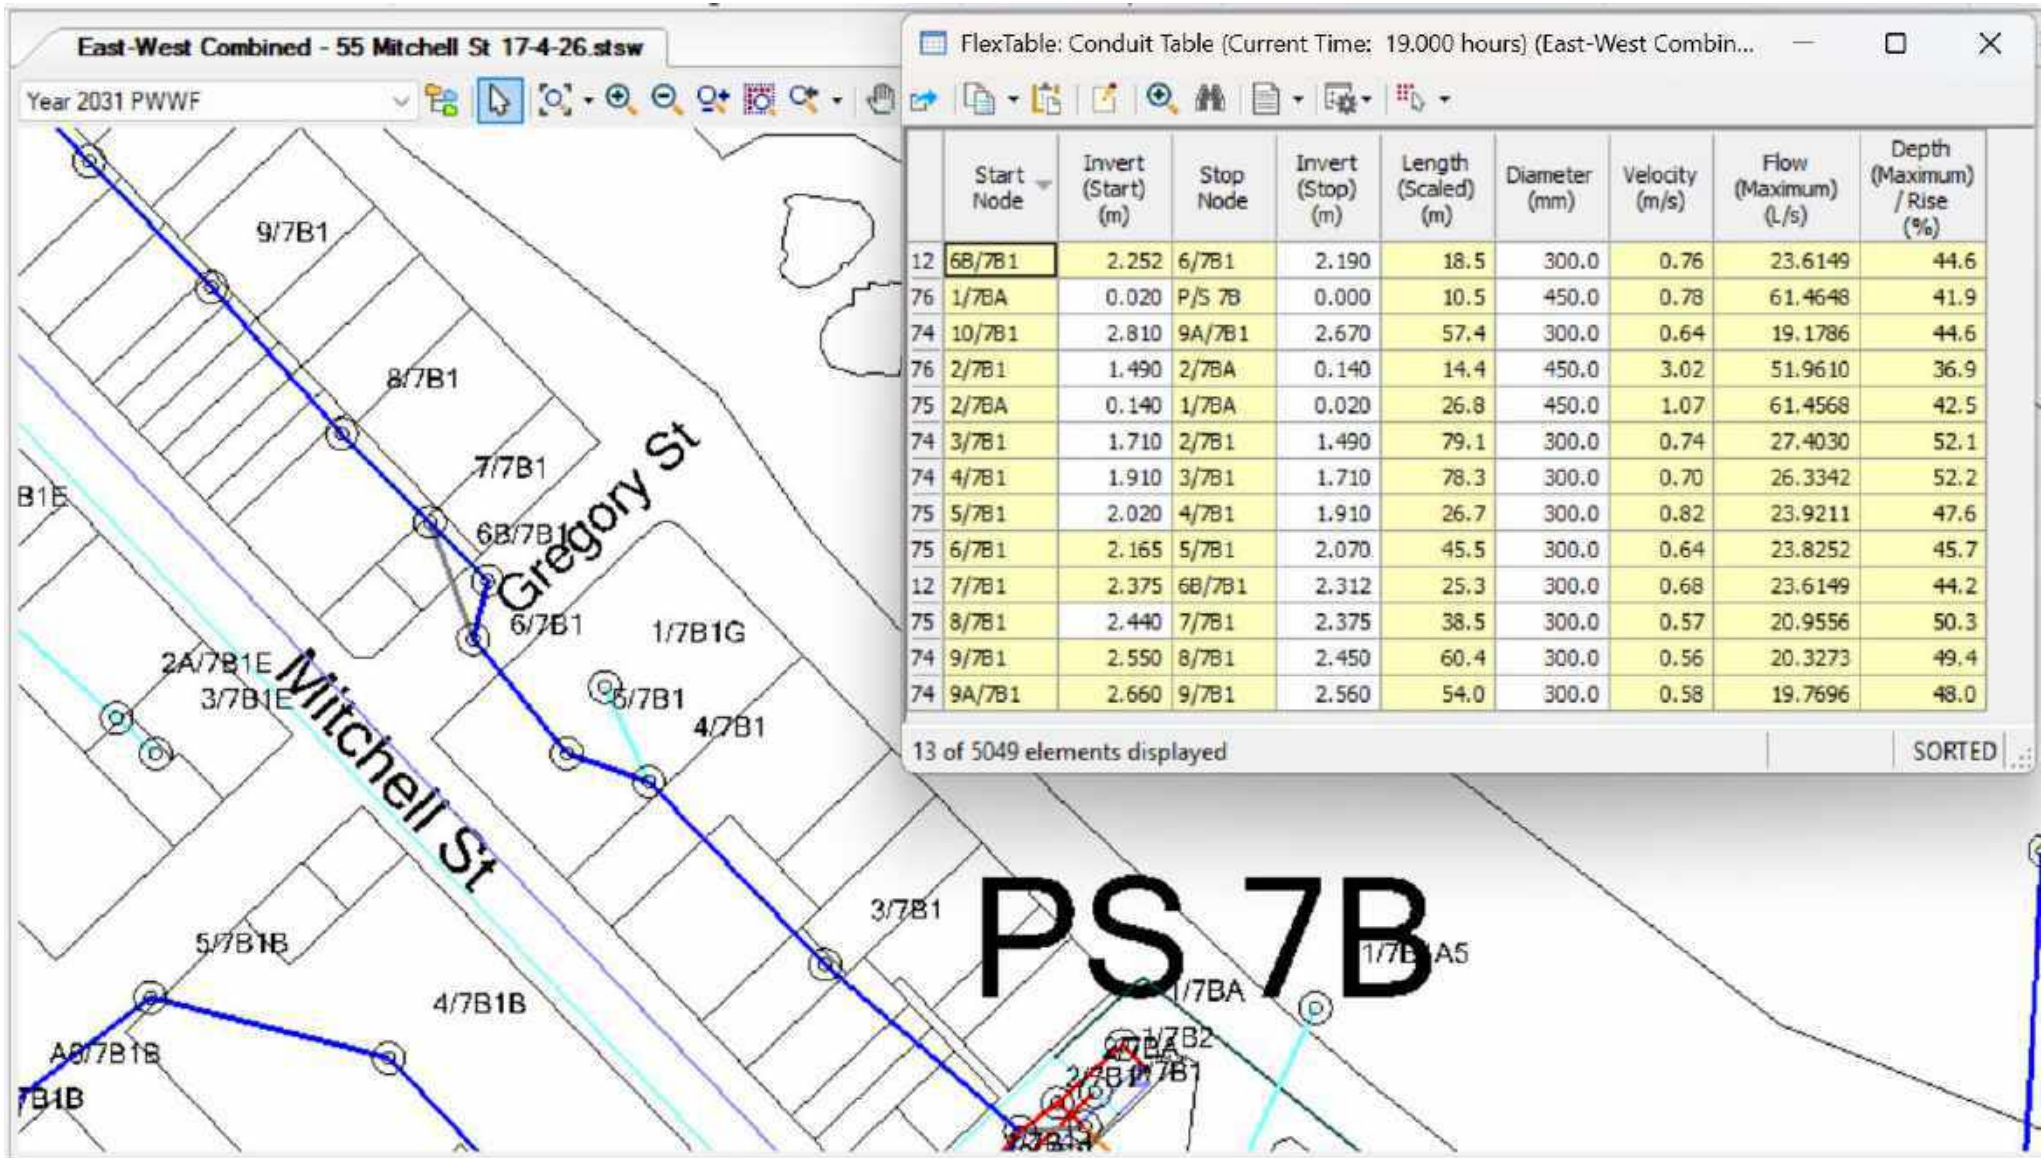 East-West Combined - 55 Mitchell St 17-4-26.stsw
Year 2031 PWWF
FlexTable: Conduit Table (Current Time: 19.000 hours) (East-West Combin...
Start Node Invert (Start) (m) Stop Node Invert (Stop) (m) Length (Scaled) (m) Diameter (mm) Velocity (m/s) Flow (Maximum) (L/s) Depth (Maximum) / Rise (%)
12 6B/7B1 2.252 6/7B1 2.190 18.5 300.0 0.76 23.6149 44.6
76 1/7BA 0.020 P/S 7B 0.000 10.5 450.0 0.78 61.4648 41.9
74 10/7B1 2.810 9A/7B1 2.670 57.4 300.0 0.64 19.1786 44.6
76 2/7B1 1.490 2/7BA 0.140 14.4 450.0 3.02 51.9610 36.9
75 2/7BA 0.140 1/7BA 0.020 26.8 450.0 1.07 61.4568 42.5
74 3/7B1 1.710 2/7B1 1.490 79.1 300.0 0.74 27.4030 52.1
74 4/7B1 1.910 3/7B1 1.710 78.3 300.0 0.70 26.3342 52.2
75 5/7B1 2.020 4/7B1 1.910 26.7 300.0 0.82 23.9211 47.6
75 6/7B1 2.165 5/7B1 2.070 45.5 300.0 0.64 23.8252 45.7
12 7/7B1 2.375 6B/7B1 2.312 25.3 300.0 0.68 23.6149 44.2
75 8/7B1 2.440 7/7B1 2.375 38.5 300.0 0.57 20.9556 50.3
74 9/7B1 2.550 8/7B1 2.450 60.4 300.0 0.56 20.3273 49.4
74 9A/7B1 2.660 9/7B1 2.560 54.0 300.0 0.58 19.7696 48.0
13 of 5049 elements displayed
SORTED
9/7B1
8/7B1
7/7B1
B1E
6B/7B1
Gregory St
6/7B1
1/7B1G
2A/7B1E
3/7B1E
5/7B1
4/7B1
Mitchell St
3/7B1
PS 7B
5/7B1B
1/7BA
4/7B1B
1/7B2
A6/7B1B
2/7BA
7B1B